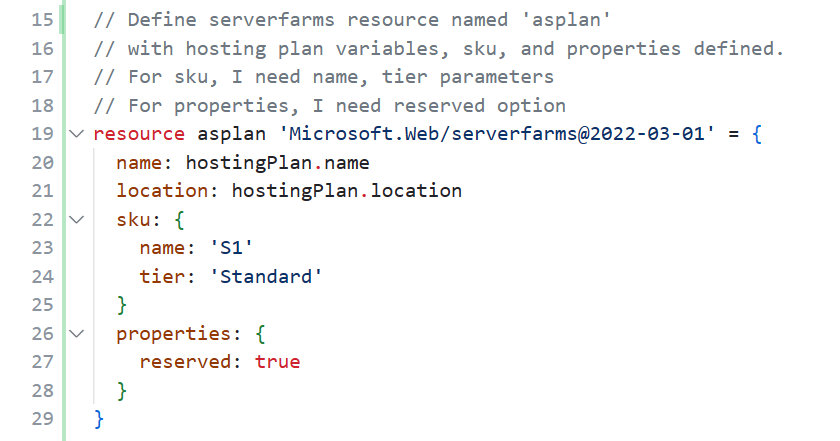 15 // Define serverfarms resource named 'asplan'
16 // with hosting plan variables, sku, and properties defined.
17 // For sku, I need name, tier parameters
18 // For properties, I need reserved option
19 resource asplan 'Microsoft.Web/serverfarms@2022-03-01' = {
20   name: hostingPlan.name
21   location: hostingPlan.location
22   sku: {
23     name: 'S1'
24     tier: 'Standard'
25   }
26   properties: {
27     reserved: true
28   }
29 }